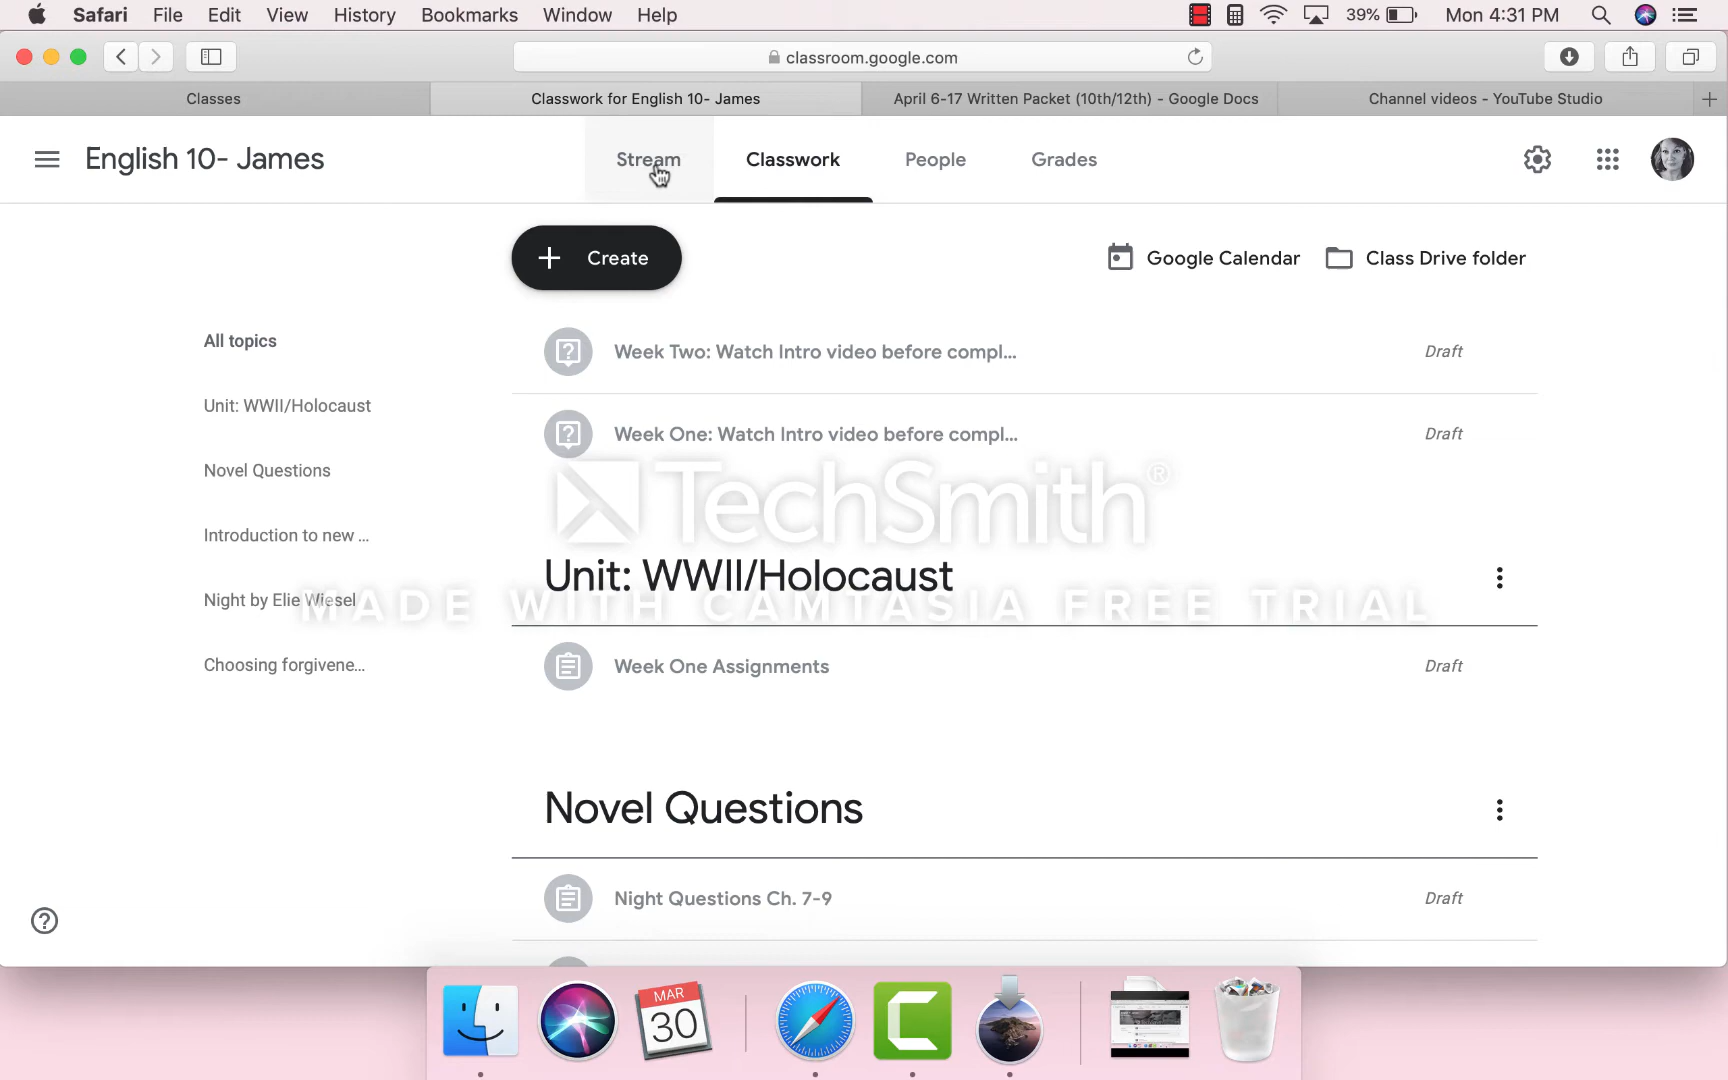 Safari File Edit View History Bookmarks Window Help 39% Mon 4:31 PM
classroom.google.com
Classes Classwork for English 10- James April 6-17 Written Packet (10th/12th) - Google Docs Channel videos - YouTube Studio
English 10- James Stream Classwork People Grades
Create Google Calendar Class Drive folder
All topics
Unit: WWII/Holocaust
Novel Questions
Introduction to new ...
Night by Elie Wiesel
Choosing forgivene...
Week Two: Watch Intro video before compl... Draft
Week One: Watch Intro video before compl... Draft
TechSmith®
Unit: WWII/Holocaust
MADE WITH CAMTASIA FREE TRIAL
Week One Assignments Draft
Novel Questions
Night Questions Ch. 7-9 Draft
MAR
30